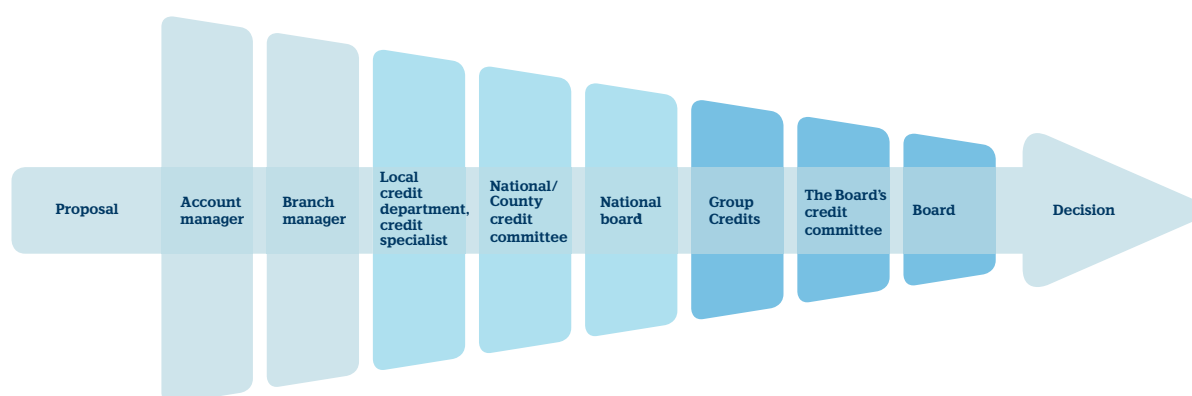 Proposal
Account
manager
Branch
manager
Local
credit
department,
credit
specialist
National/
County
credit
committee
National
board
Group
Credits
The Board's
credit
committee
Board
Decision